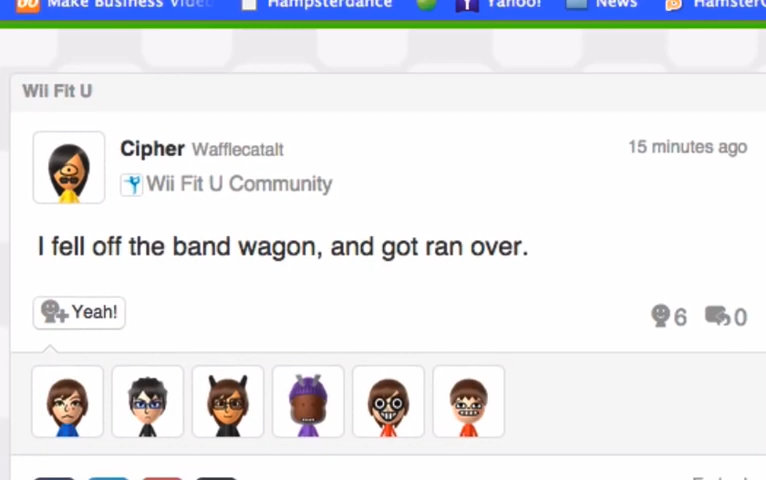 Make Business Video Hampsterdance Yahoo! News
Wii Fit U
Cipher Wafflecatalt 15 minutes ago
Wii Fit U Community
I fell off the band wagon, and got ran over.
Yeah! 6 0